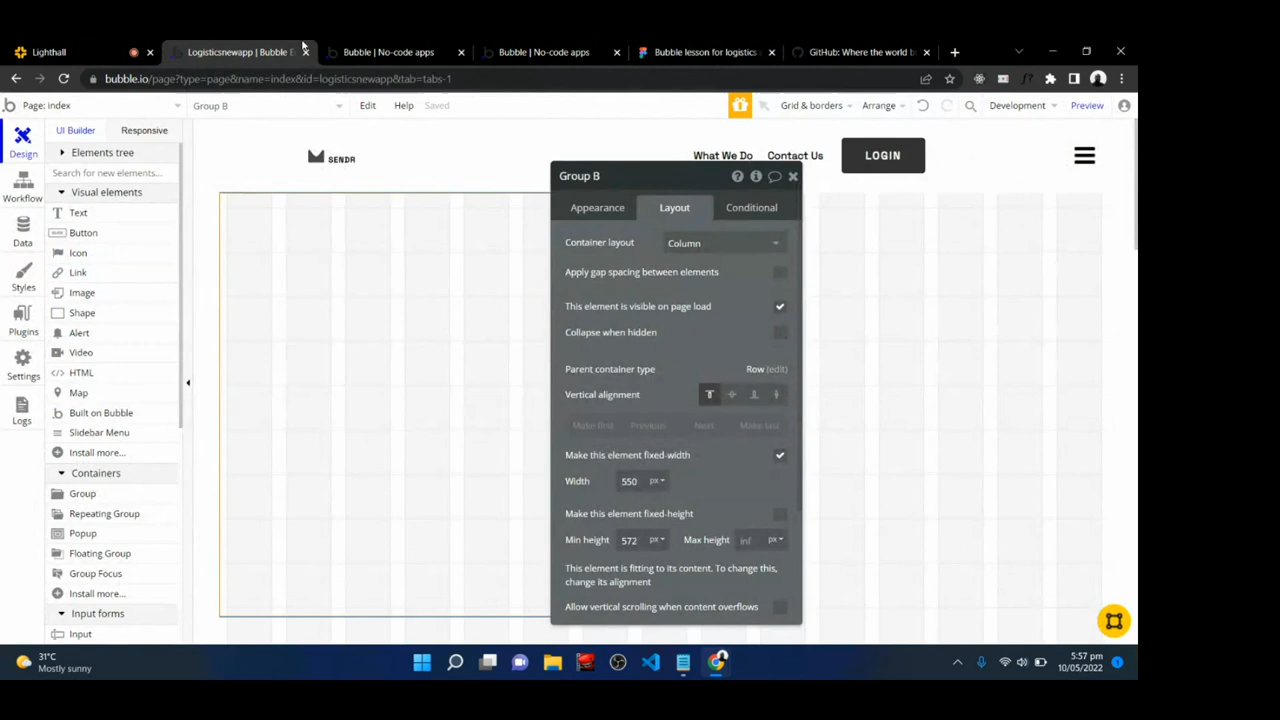 Lighthall
Logisticsnewapp | Bubble E
Bubble | No-code apps
Bubble | No-code apps
Bubble lesson for logistics
GitHub: Where the world b
bubble.io/page?type=page&name=index&id=logisticsnewapp&tab=tabs-1
Page: index
Group B
Edit
Help
Saved
Grid & borders
Arrange
Development
Preview
Design
Workflow
Data
Styles
Plugins
Settings
Logs
UI Builder
Responsive
Elements tree
Search for new elements...
Visual elements
Text
Button
Icon
Link
Image
Shape
Alert
Video
HTML
Map
Built on Bubble
Slidebar Menu
Install more...
Containers
Group
Repeating Group
Popup
Floating Group
Group Focus
Install more...
Input forms
Input
SENDR
What We Do
Contact Us
LOGIN
Group B
Appearance
Layout
Conditional
Container layout
Column
Apply gap spacing between elements
This element is visible on page load
Collapse when hidden
Parent container type
Row (edit)
Vertical alignment
Make first
Previous
Next
Make last
Make this element fixed-width
Width
550
px
Make this element fixed-height
Min height
572
px
Max height
inf
px
This element is fitting to its content. To change this,
change its alignment
Allow vertical scrolling when content overflows
31°C
Mostly sunny
5:57 pm
10/05/2022
1